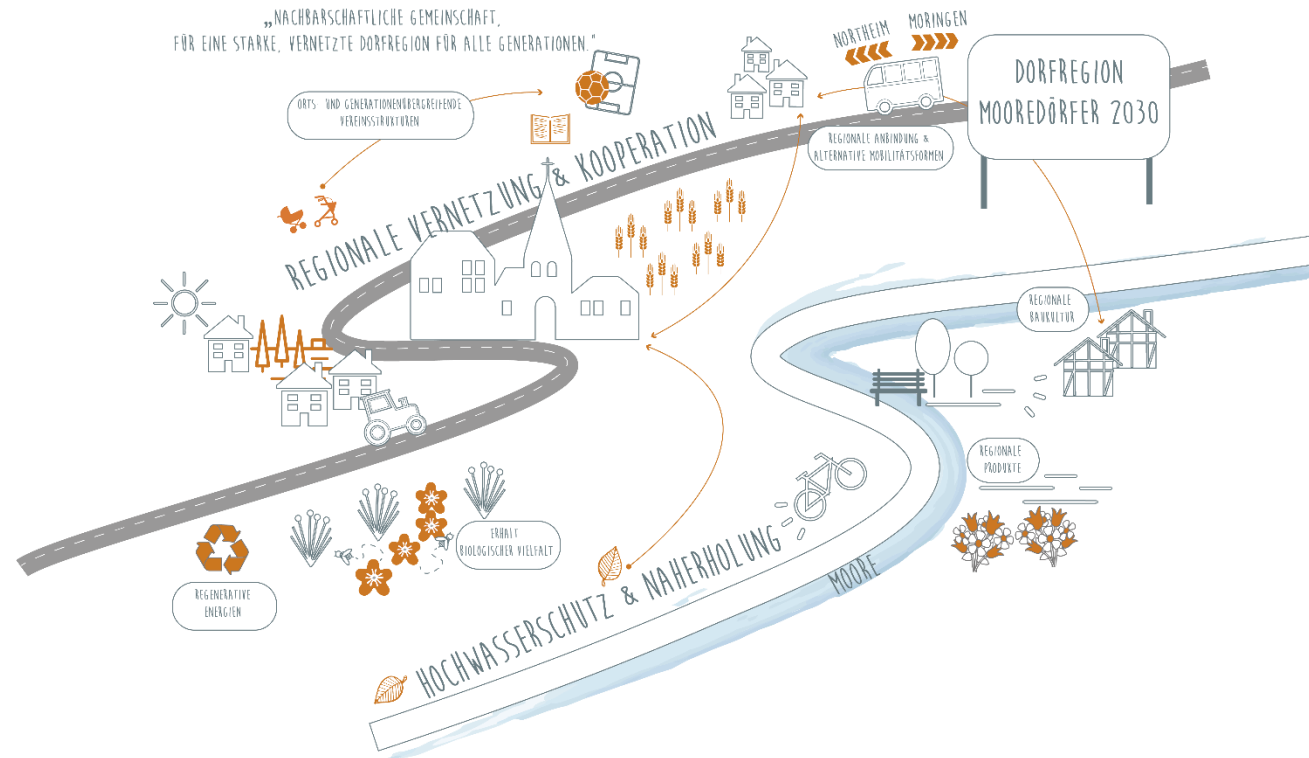 „NACHBARSCHAFTLICHE GEMEINSCHAFT,
FÜR EINE STARKE, VERNETZTE DORFREGION FÜR ALLE GENERATIONEN."
NORTHEIM
MORINGEN
DORFREGION
MOOREDÖRFER 2030
ORTS- UND GENERATIONENÜBERGREIFENDE
VEREINSSTRUKTUREN
REGIONALE ANBINDUNG &
ALTERNATIVE MOBILITÄTSFORMEN
REGIONALE VERNETZUNG & KOOPERATION
REGIONALE
BAUKULTUR
REGIONALE
PRODUKTE
ERHALT
BIOLOGISCHER VIELFALT
REGENERATIVE
ENERGIEN
HOCHWASSERSCHUTZ & NAHERHOLUNG
MOORE